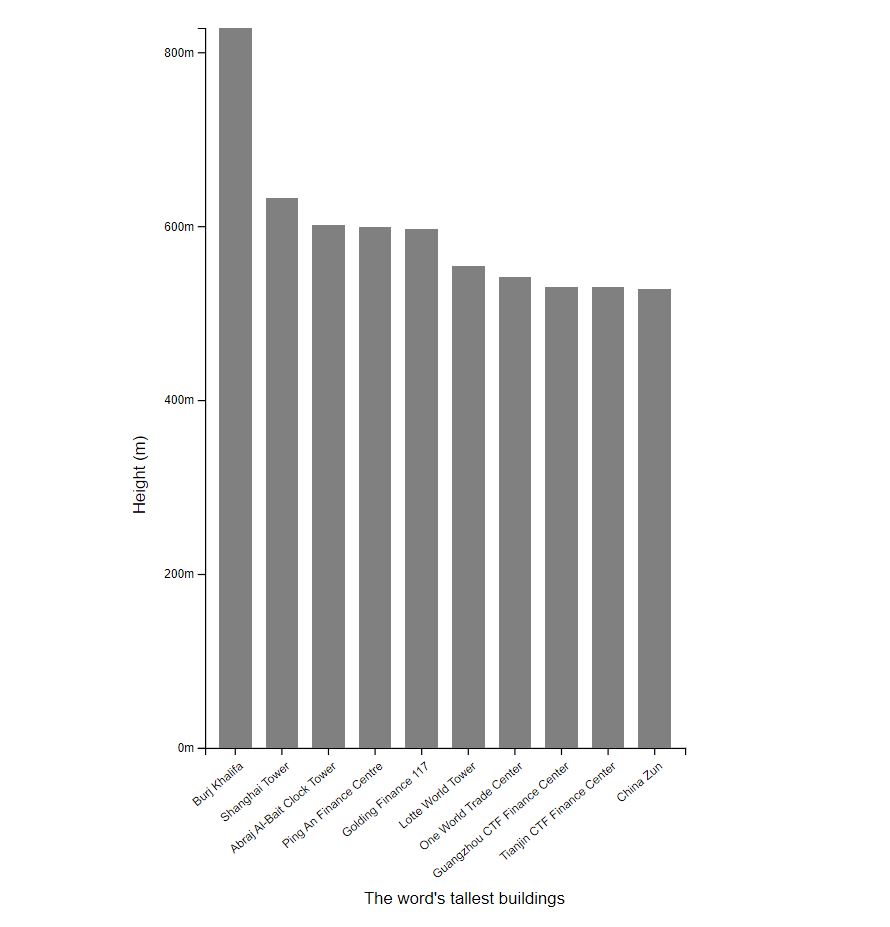 800m
600m
400m
200m
0m
Height (m)
Burj Khalifa
Shanghai Tower
Abraj Al-Bait Clock Tower
Ping An Finance Centre
Golding Finance 117
Lotte World Tower
One World Trade Center
Guangzhou CTF Finance Center
Tianjin CTF Finance Center
China Zun
The word's tallest buildings